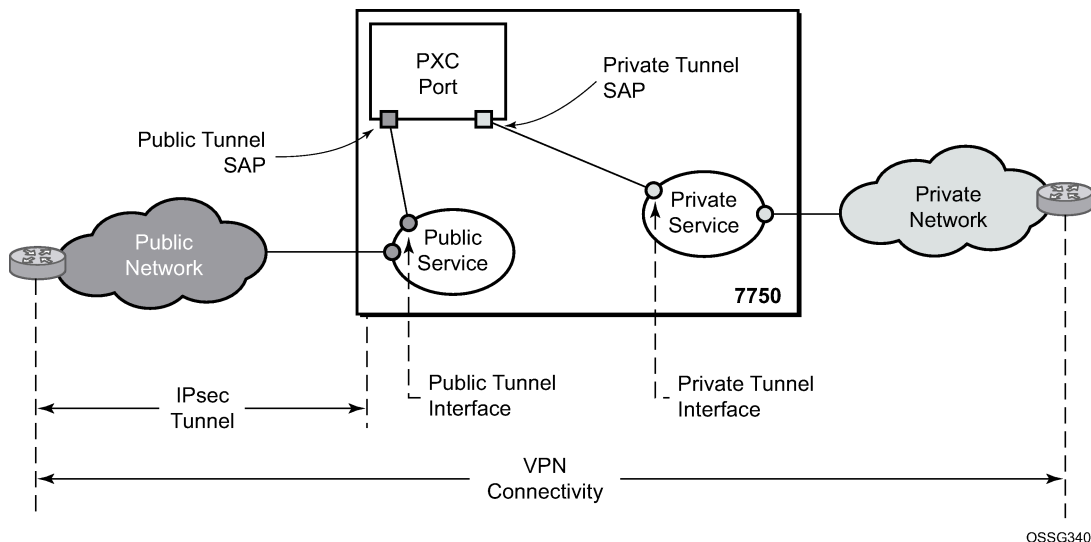 PXC
Port
Private Tunnel
SAP
Public Tunnel
SAP
Public
Network
Public
Service
Private
Service
Private
Network
7750
Public Tunnel
Interface
Private Tunnel
Interface
IPsec
Tunnel
VPN
Connectivity
OSSG340